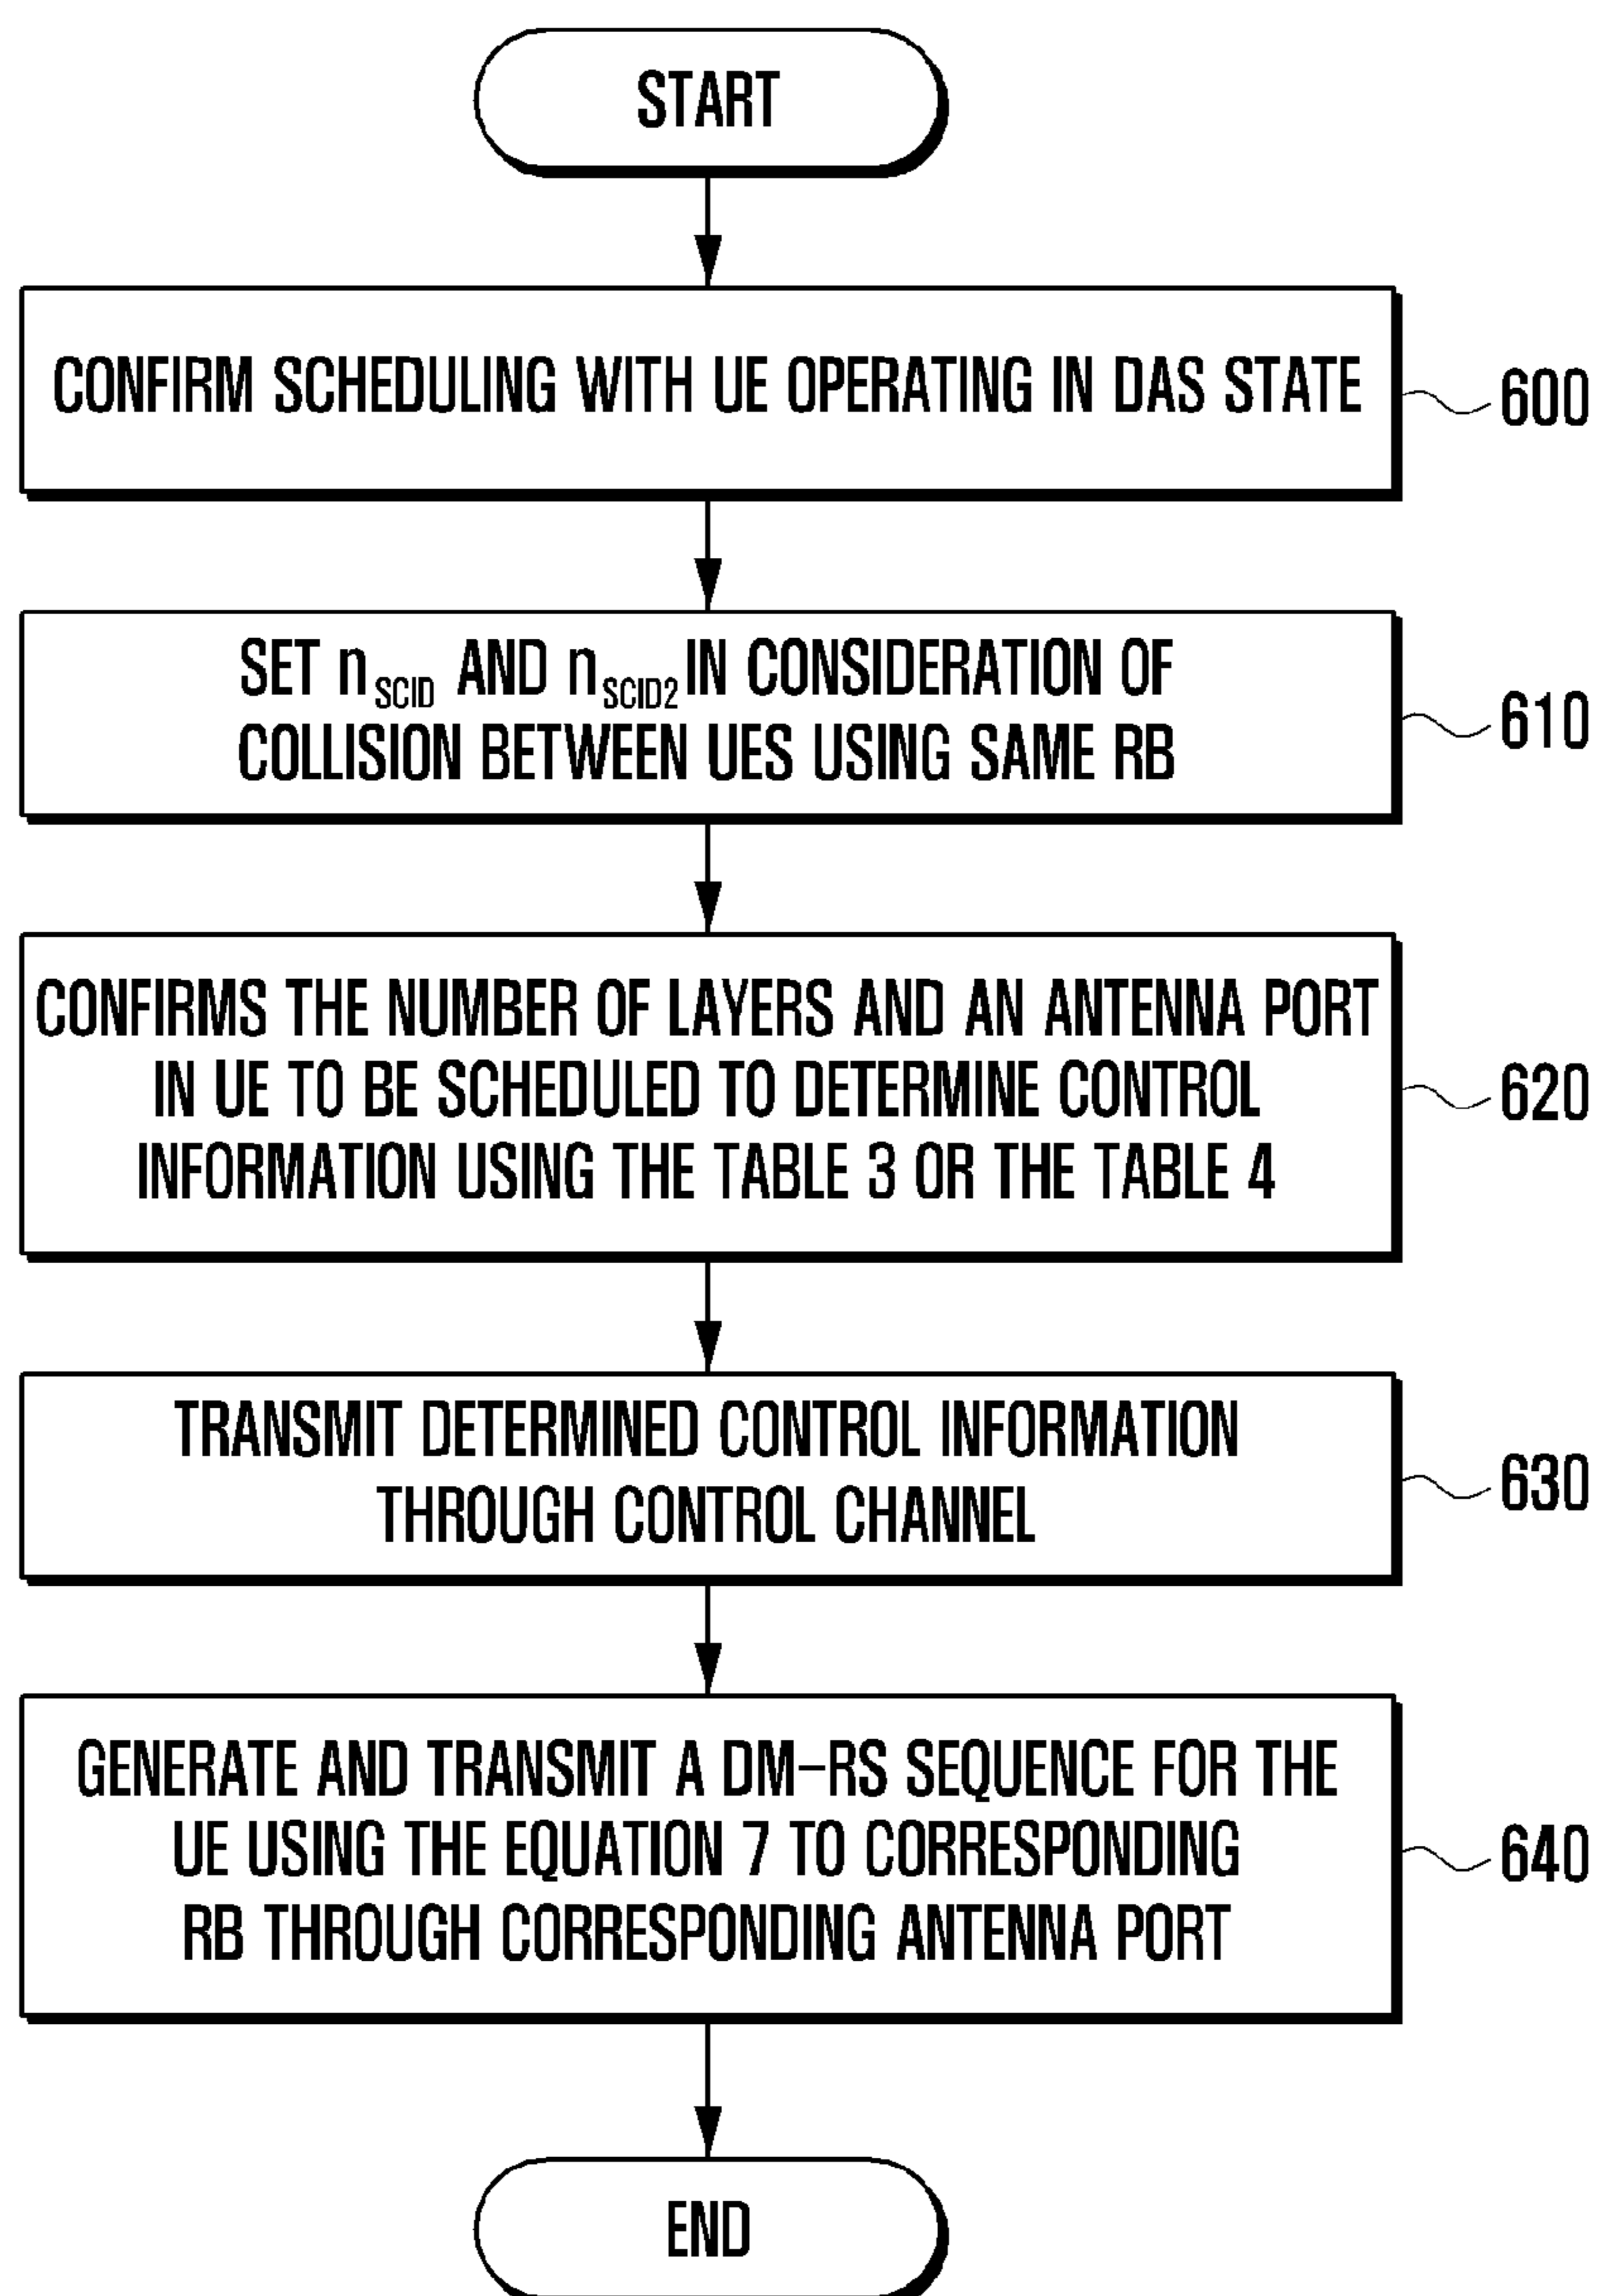 START
CONFIRM SCHEDULING WITH UE OPERATING IN DAS STATE
600
SET nSCID AND nSCID2 IN CONSIDERATION OF
COLLISION BETWEEN UES USING SAME RB
610
CONFIRMS THE NUMBER OF LAYERS AND AN ANTENNA PORT
IN UE TO BE SCHEDULED TO DETERMINE CONTROL
INFORMATION USING THE TABLE 3 OR THE TABLE 4
620
TRANSMIT DETERMINED CONTROL INFORMATION
THROUGH CONTROL CHANNEL
630
GENERATE AND TRANSMIT A DM-RS SEQUENCE FOR THE
UE USING THE EQUATION 7 TO CORRESPONDING
RB THROUGH CORRESPONDING ANTENNA PORT
640
END